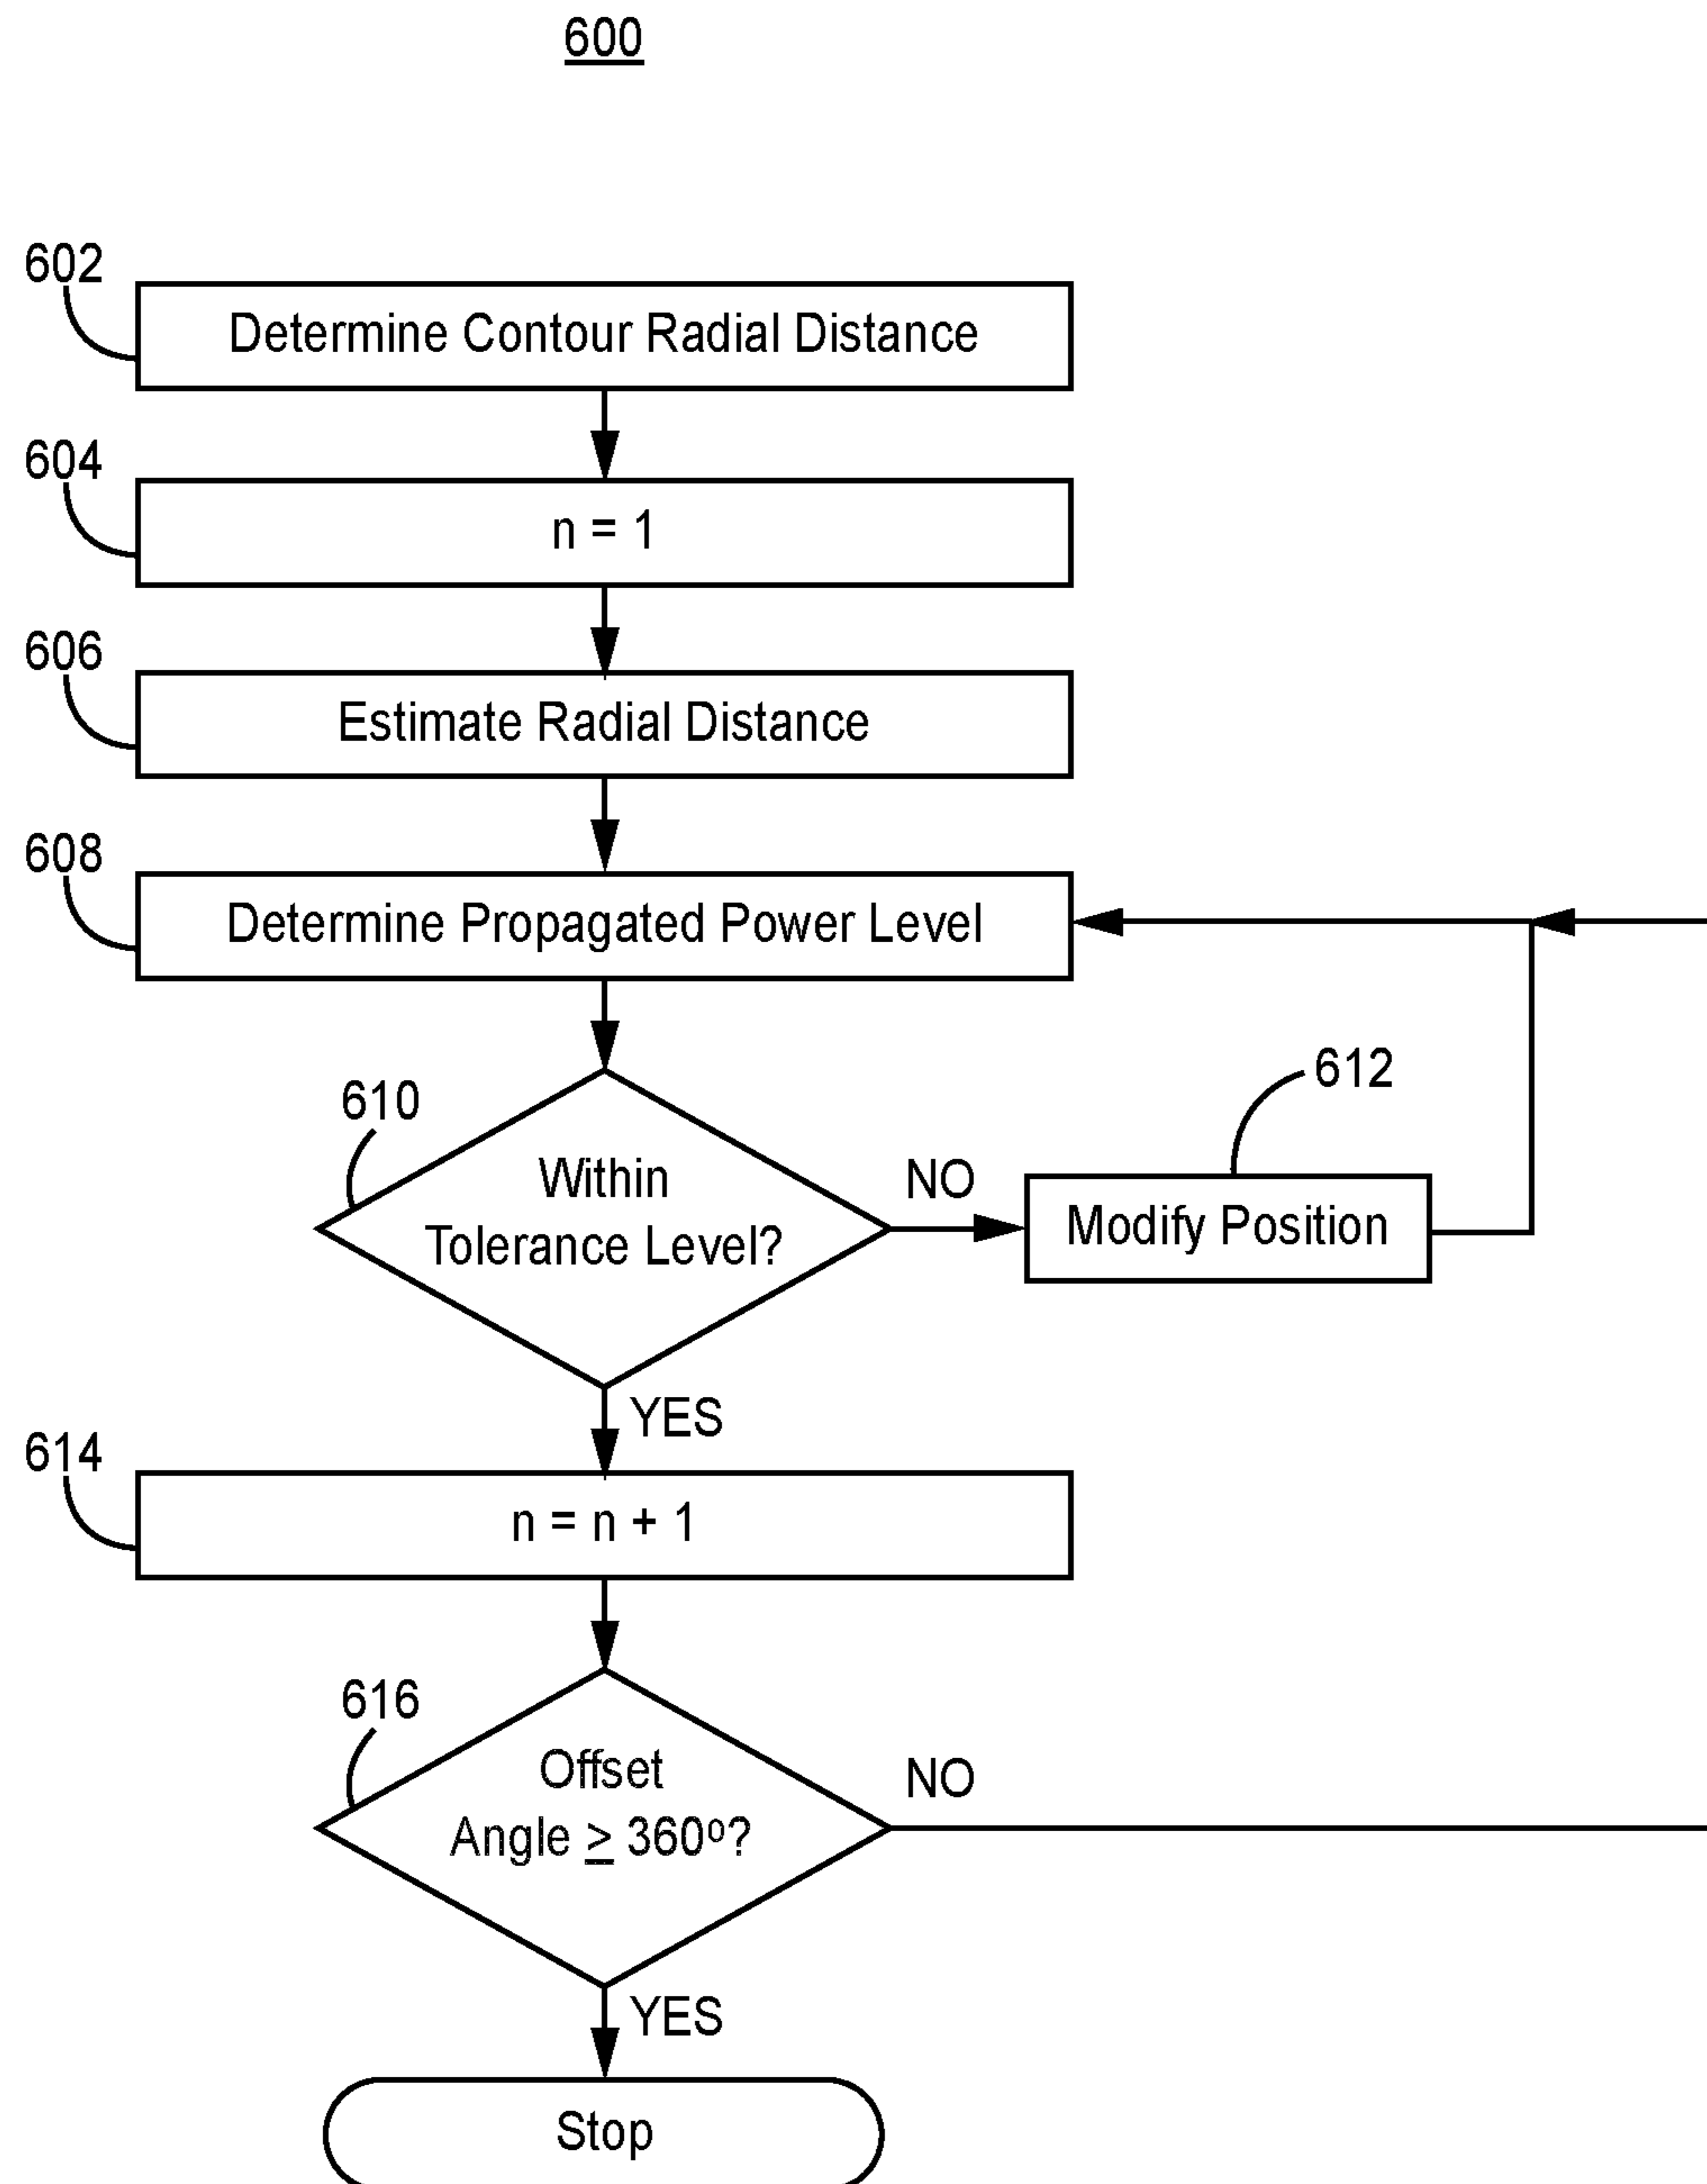 600
602
Determine Contour Radial Distance
604
n = 1
606
Estimate Radial Distance
608
Determine Propagated Power Level
610
Within
Tolerance Level?
NO
612
Modify Position
YES
614
n = n + 1
616
Offset
Angle ≥ 360º?
NO
YES
Stop